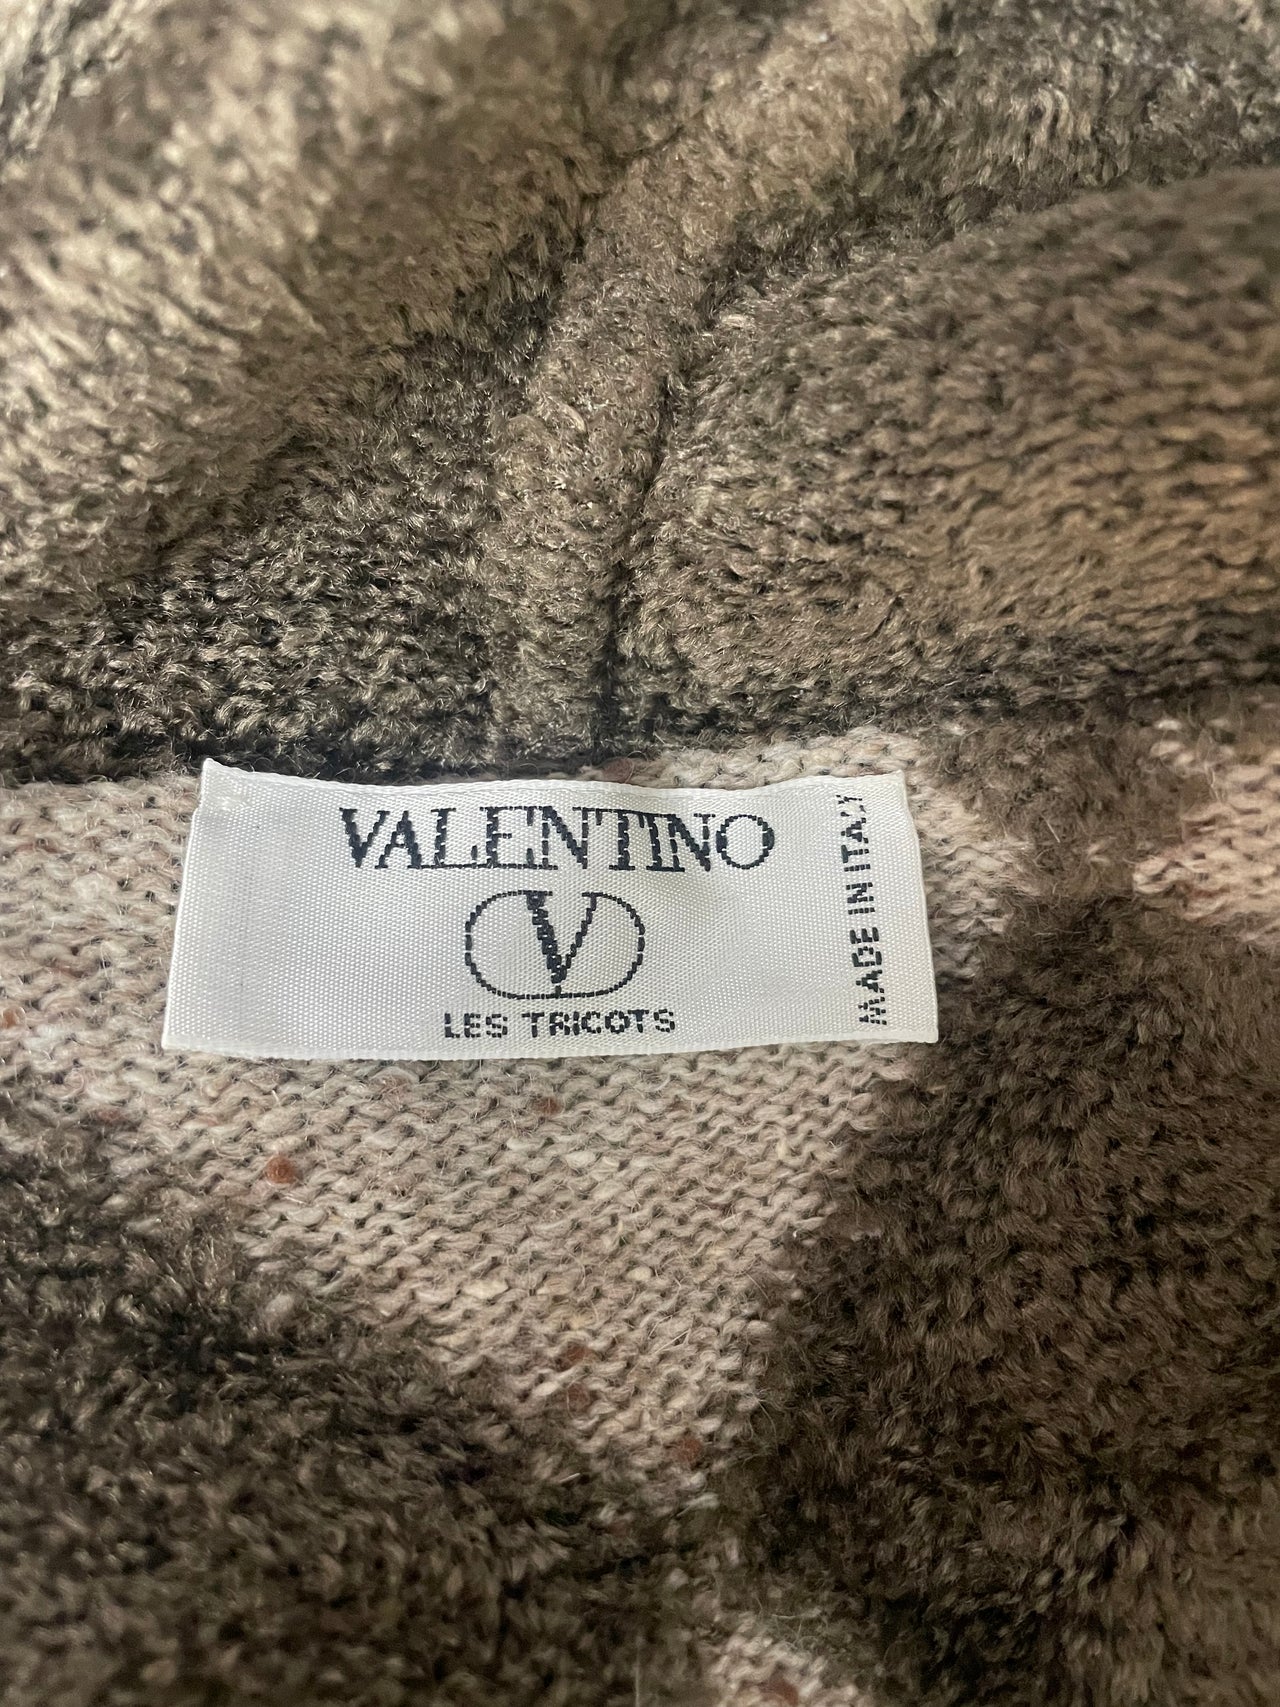 VALENTINO
V
LES TRICOTS
MADE IN ITALY